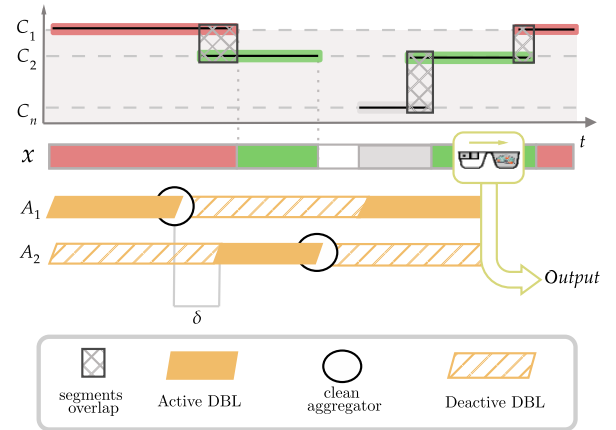 C1
C2
Cn
t
x
A1
A2
δ
Output
segments
overlap
Active DBL
clean
aggregator
Deactive DBL